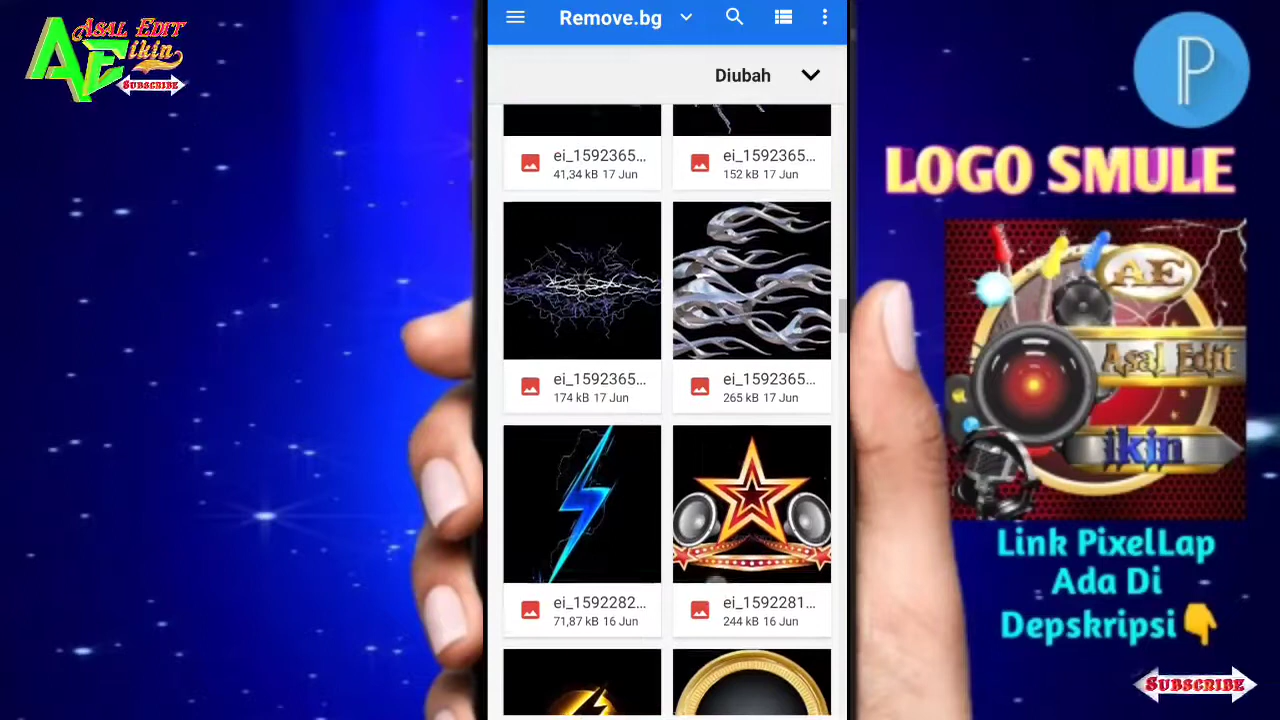 ASAL EDIT
AE
ikin
SUBSCRIBE
Remove.bg
Diubah
ei_1592365...
41,34 kB 17 Jun
ei_1592365...
152 kB 17 Jun
ei_1592365...
174 kB 17 Jun
ei_1592365...
265 kB 17 Jun
ei_1592282...
71,87 kB 16 Jun
ei_1592281...
244 kB 16 Jun
P
LOGO SMULE
AE
Asal Edit
ikin
Link PixelLap
Ada Di
Depskripsi👇
SUBSCRIBE